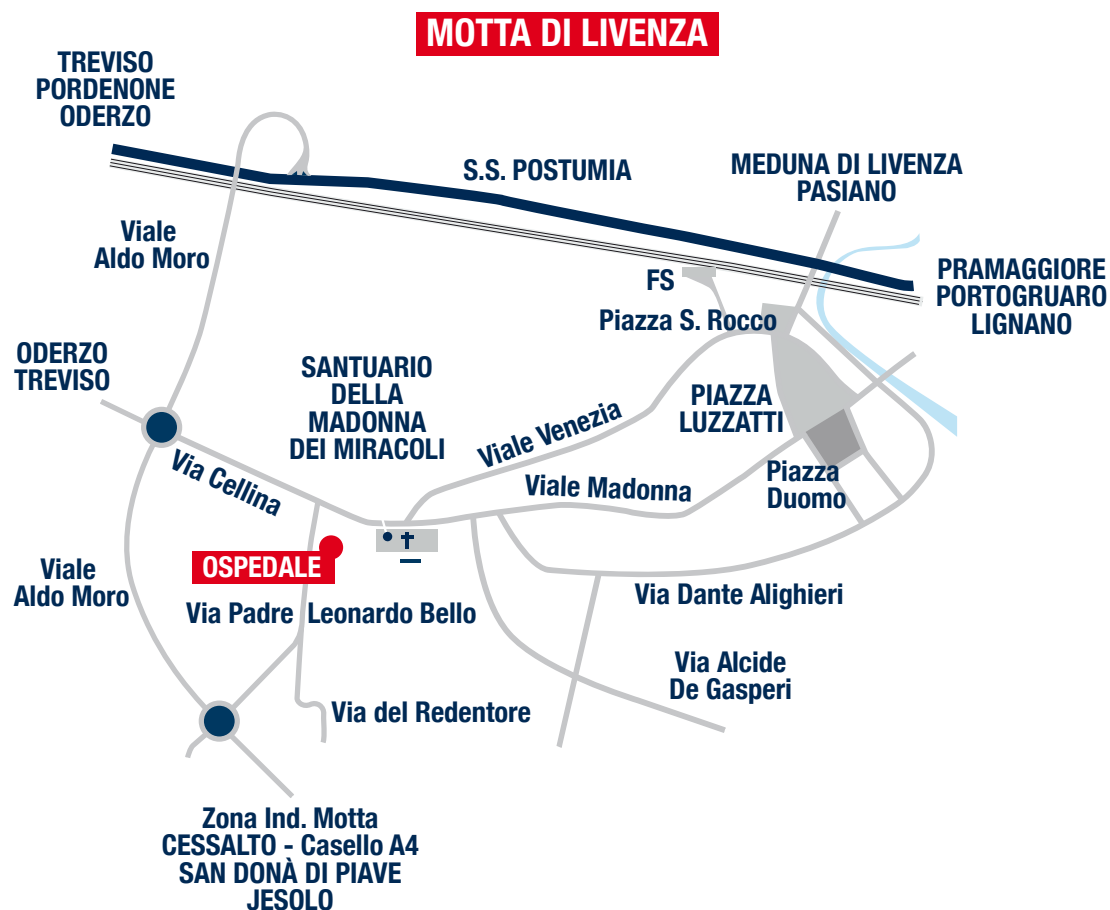 MOTTA DI LIVENZA
TREVISO
PORDENONE
ODERZO
S.S. POSTUMIA
MEDUNA DI LIVENZA
PASIANO
Viale
Aldo Moro
FS
PRAMAGGIORE
PORTOGRUARO
LIGNANO
Piazza S. Rocco
ODERZO
TREVISO
SANTUARIO
DELLA
MADONNA
DEI MIRACOLI
PIAZZA
LUZZATTI
Viale Venezia
Via Cellina
Viale Madonna
Piazza
Duomo
OSPEDALE
Viale
Aldo Moro
Via Padre Leonardo Bello
Via Dante Alighieri
Via Alcide
De Gasperi
Via del Redentore
Zona Ind. Motta
CESSALTO - Casello A4
SAN DONÀ DI PIAVE
JESOLO